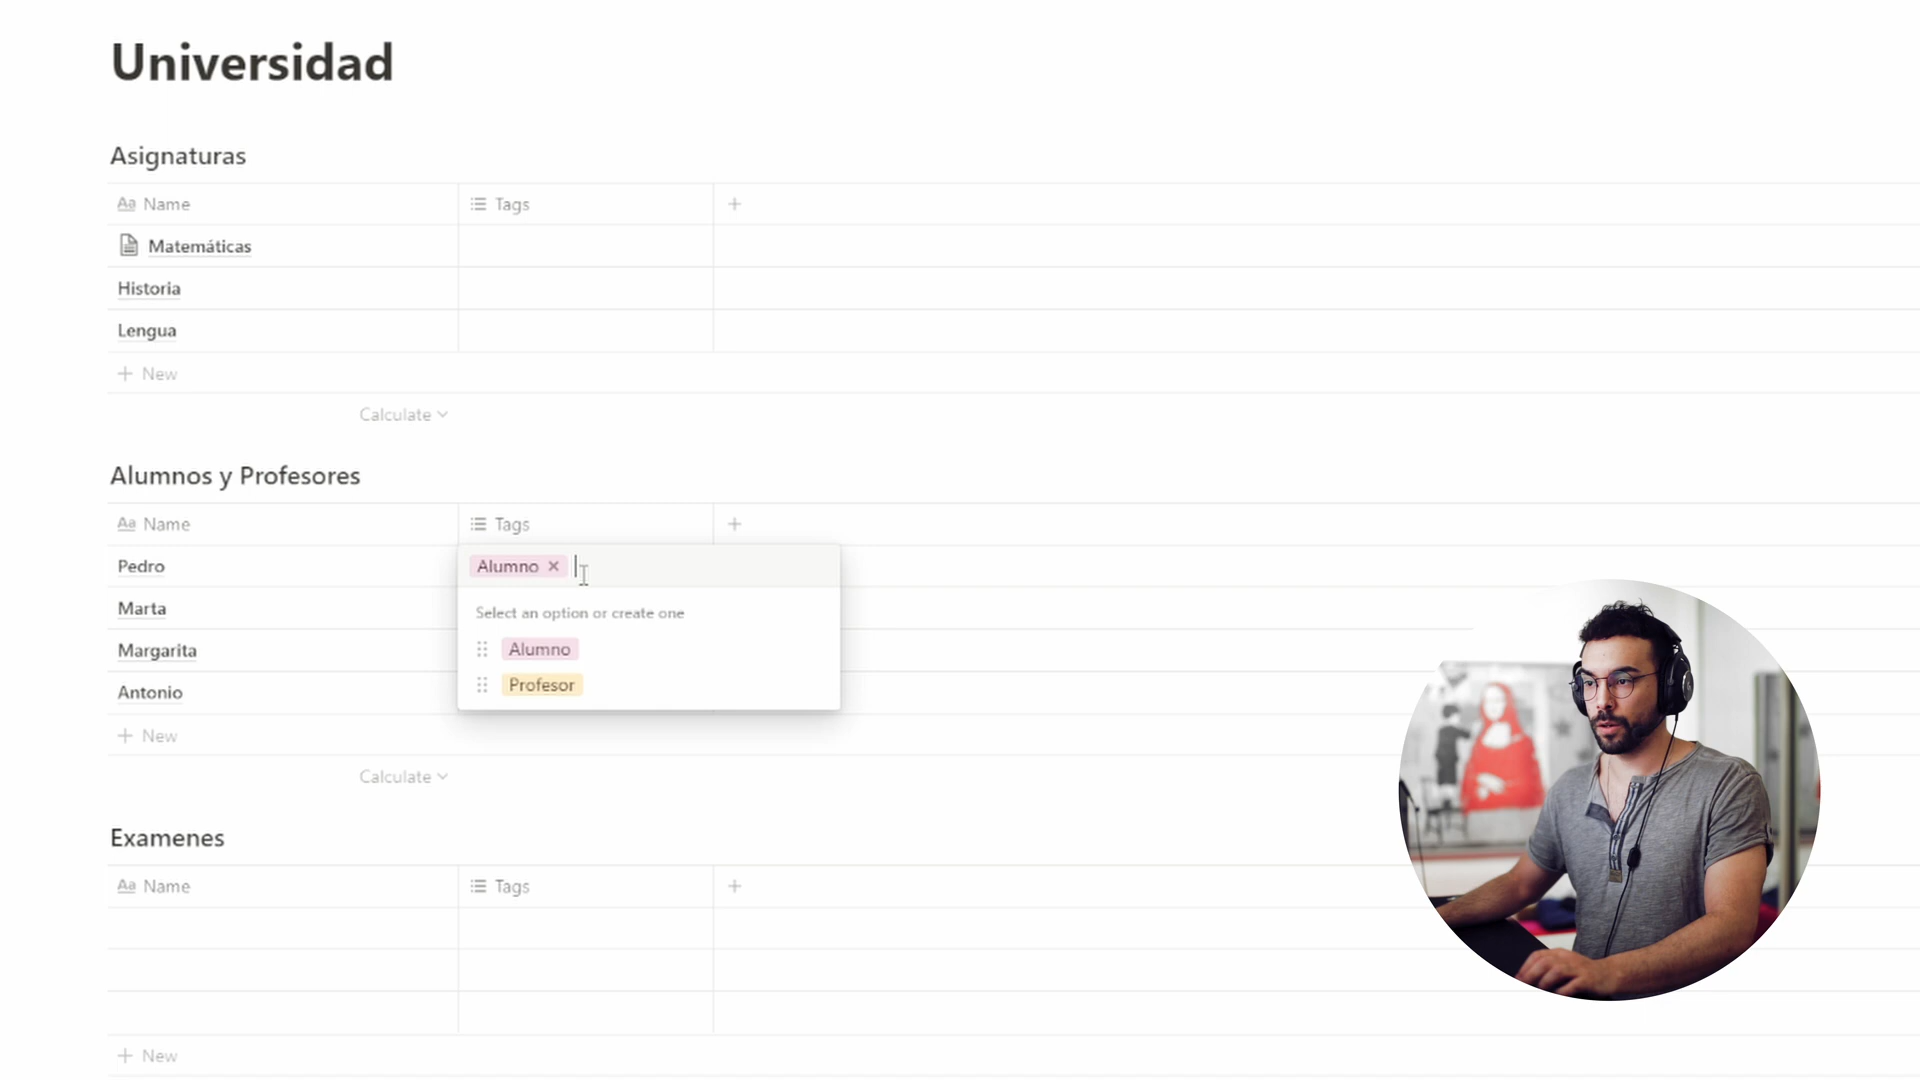 Universidad
Asignaturas
Aa Name Tags +
Matemáticas
Historia
Lengua
+ New
Calculate
Alumnos y Profesores
Aa Name Tags +
Pedro Alumno ×
Select an option or create one
Marta
Alumno
Margarita
Profesor
Antonio
+ New
Calculate
Examenes
Aa Name Tags +
+ New